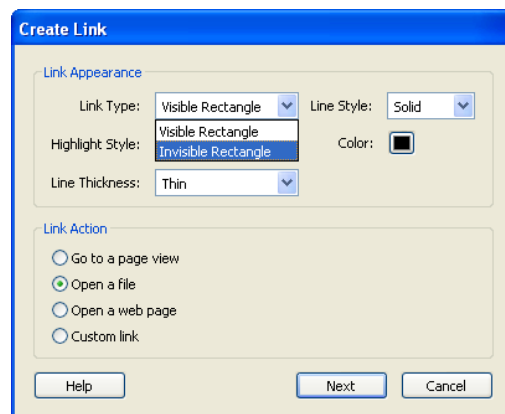 Create Link
Link Appearance
Link Type: Visible Rectangle Line Style: Solid
Visible Rectangle
Highlight Style: Invisible Rectangle Color:
Line Thickness: Thin
Link Action
Go to a page view
Open a file
Open a web page
Custom link
Help Next Cancel